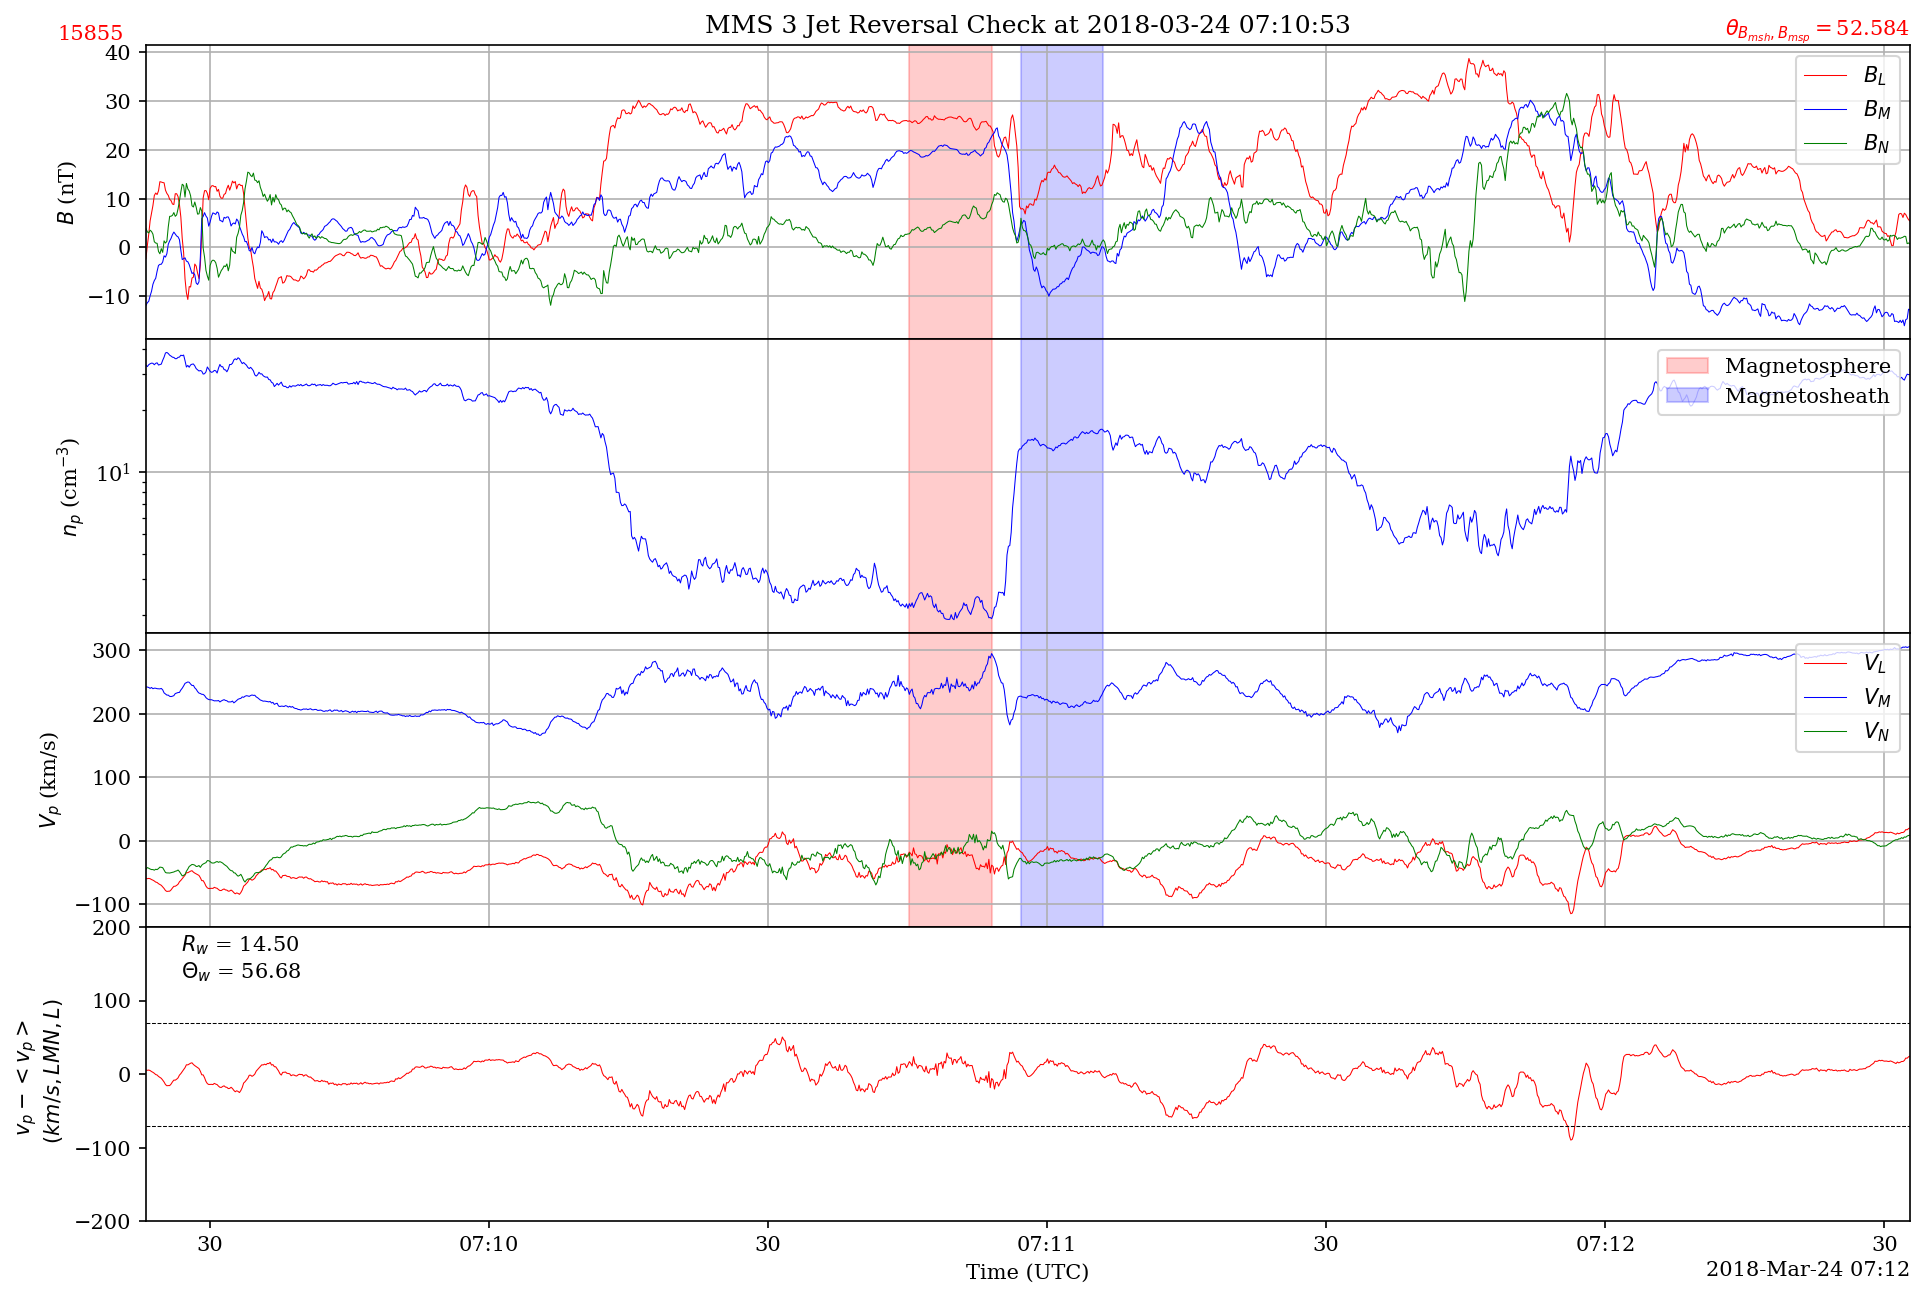 MMS 3 Jet Reversal Check at 2018-03-24 07:10:53
15855
θ_{B_{msh}, B_{msp}} = 52.584
40
30
20
10
0
−10
B (nT)
B_L
B_M
B_N
10^1
n_p (cm^{−3})
Magnetosphere
Magnetosheath
300
200
100
0
−100
V_p (km/s)
V_L
V_M
V_N
200
100
0
−100
−200
v_p − < v_p >
(km/s, LMN, L)
R_w = 14.50
Θ_w = 56.68
30
07:10
30
07:11
30
07:12
30
Time (UTC)
2018-Mar-24 07:12